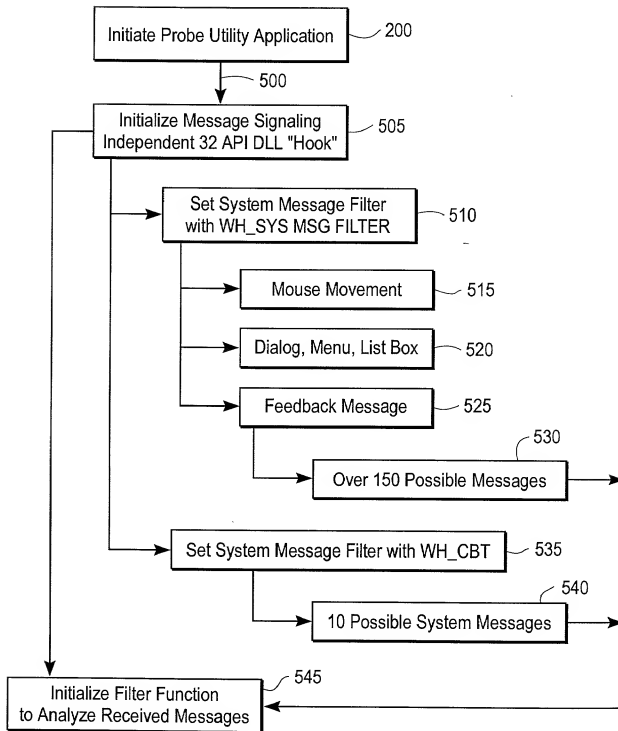 Initiate Probe Utility Application
200
500
Initialize Message Signaling
Independent 32 API DLL "Hook"
505
Set System Message Filter
with WH_SYS MSG FILTER
510
Mouse Movement
515
Dialog, Menu, List Box
520
Feedback Message
525
530
Over 150 Possible Messages
Set System Message Filter with WH_CBT
535
540
10 Possible System Messages
545
Initialize Filter Function
to Analyze Received Messages